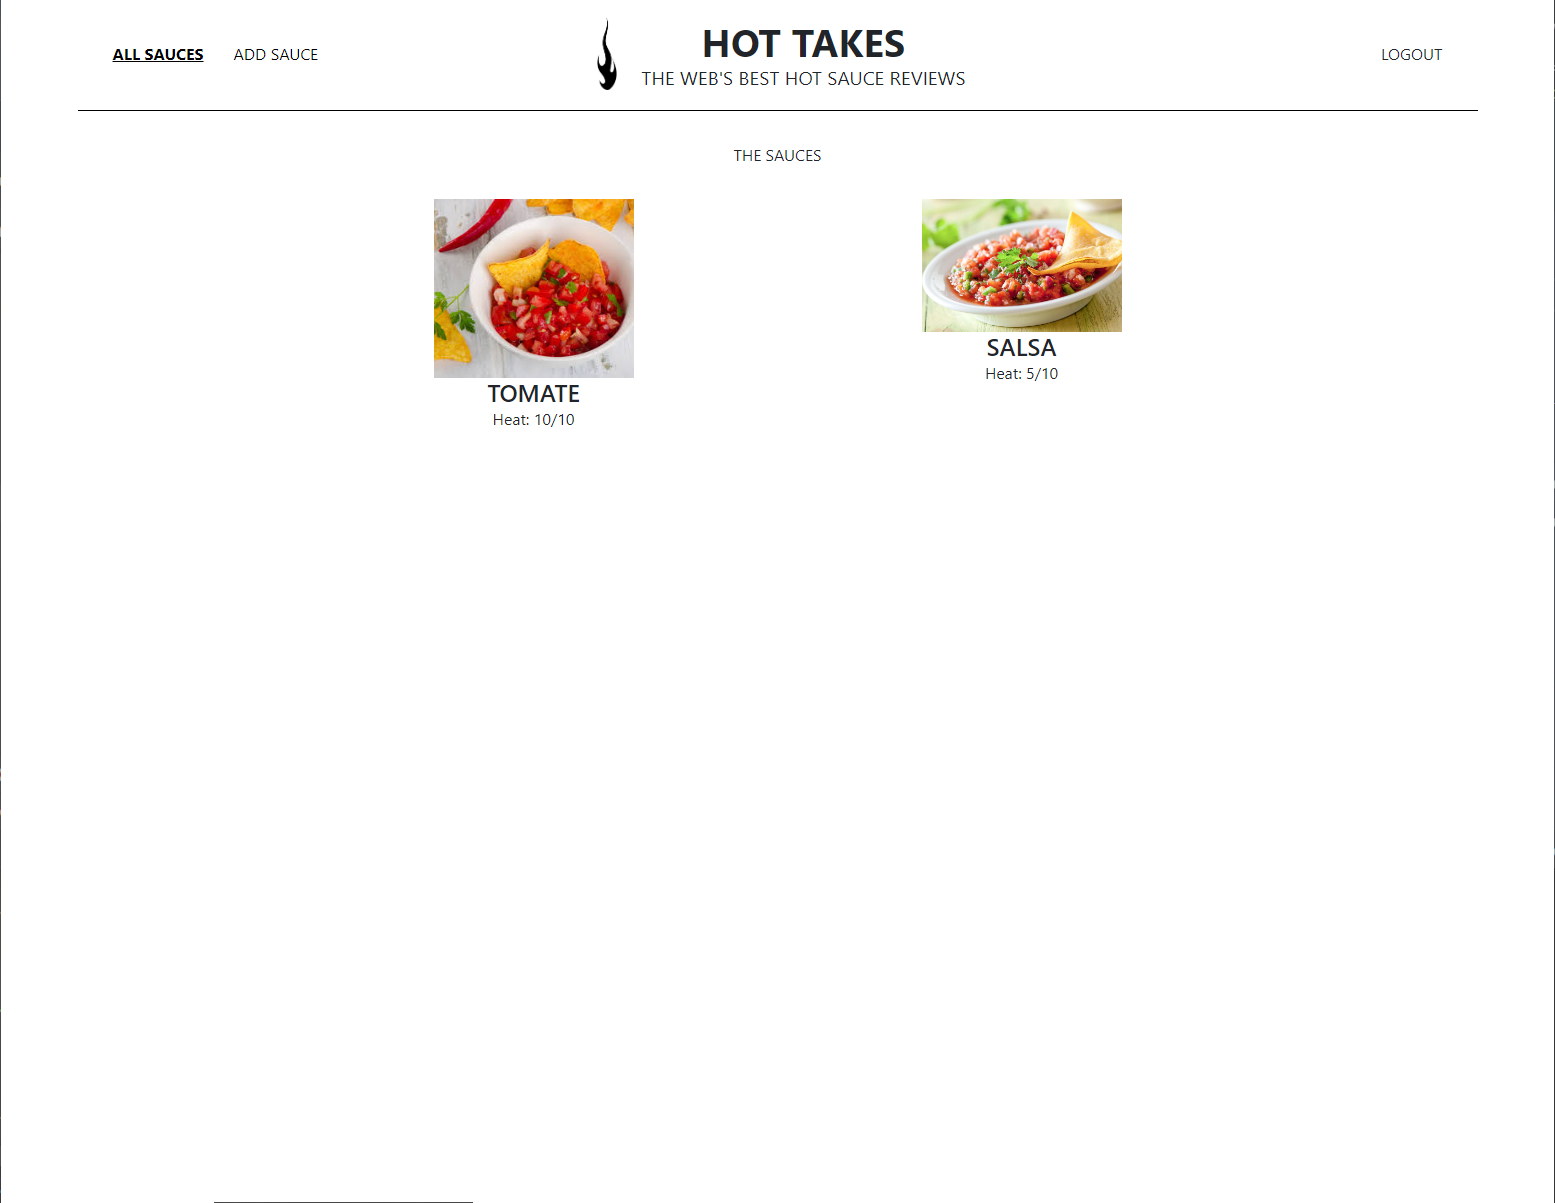 ALL SAUCES
ADD SAUCE
HOT TAKES
THE WEB'S BEST HOT SAUCE REVIEWS
LOGOUT
THE SAUCES
TOMATE
Heat: 10/10
SALSA
Heat: 5/10